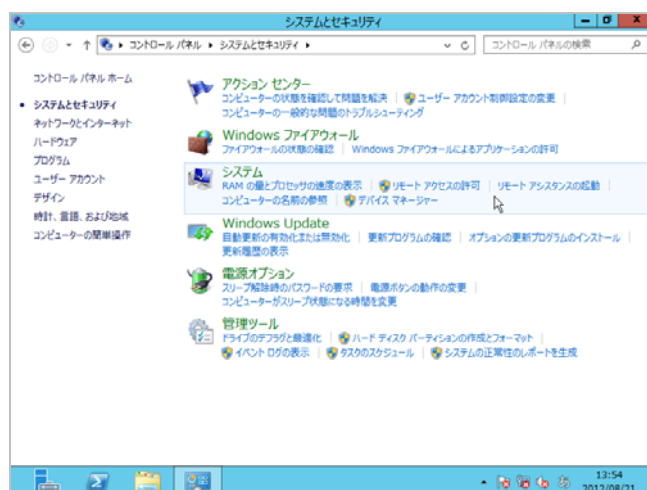 システムとセキュリティ
コントロール パネル ▸ システムとセキュリティ ▸
コントロール パネルの検索
コントロール パネル ホーム
システムとセキュリティ
ネットワークとインターネット
ハードウェア
プログラム
ユーザー アカウント
デザイン
時計、言語、および地域
コンピューターの簡単操作
アクション センター
コンピューターの状態を確認して問題を解決 | ユーザー アカウント制御設定の変更 |
コンピューターの一般的な問題のトラブルシューティング
Windows ファイアウォール
ファイアウォールの状態の確認 | Windows ファイアウォールによるアプリケーションの許可
システム
RAM の量とプロセッサの速度の表示 | リモート アクセスの許可 | リモート アシスタンスの起動 |
コンピューターの名前の参照 | デバイス マネージャー
Windows Update
自動更新の有効化または無効化 | 更新プログラムの確認 | オプションの更新プログラムのインストール |
更新履歴の表示
電源オプション
スリープ解除時のパスワードの要求 | 電源ボタンの動作の変更 |
コンピューターがスリープ状態になる時間を変更
管理ツール
ドライブのデフラグと最適化 | ハード ディスク パーティションの作成とフォーマット |
イベント ログの表示 | タスクのスケジュール | システムの正常性のレポートを生成
13:54
2012/08/21